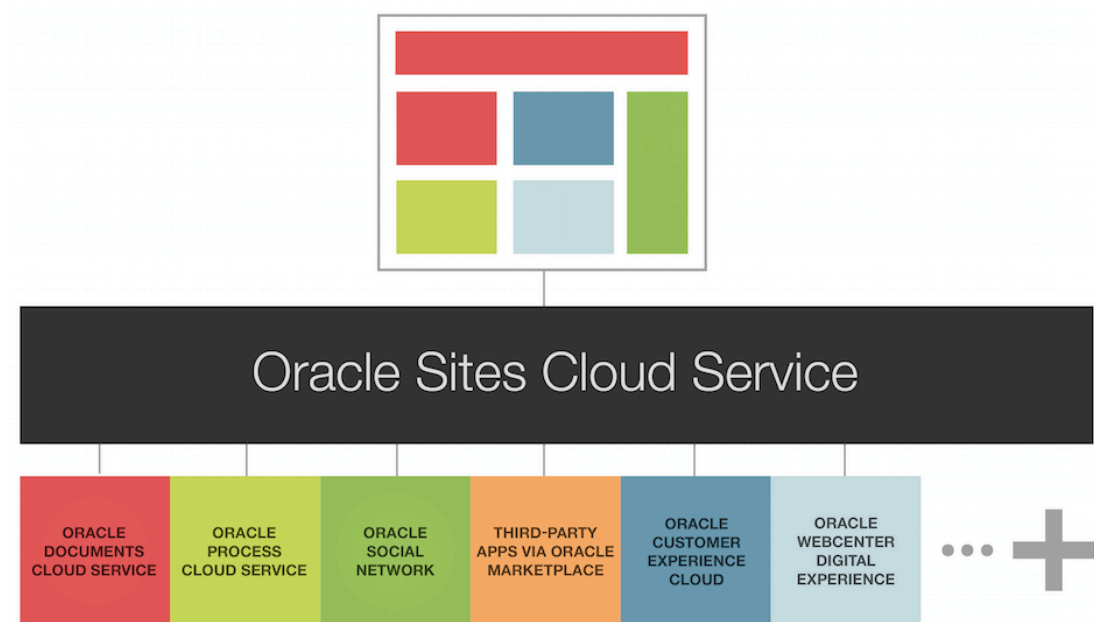 Oracle Sites Cloud Service
ORACLE
DOCUMENTS
CLOUD SERVICE
ORACLE
PROCESS
CLOUD SERVICE
ORACLE
SOCIAL
NETWORK
THIRD-PARTY
APPS VIA ORACLE
MARKETPLACE
ORACLE
CUSTOMER
EXPERIENCE
CLOUD
ORACLE
WEBCENTER
DIGITAL
EXPERIENCE